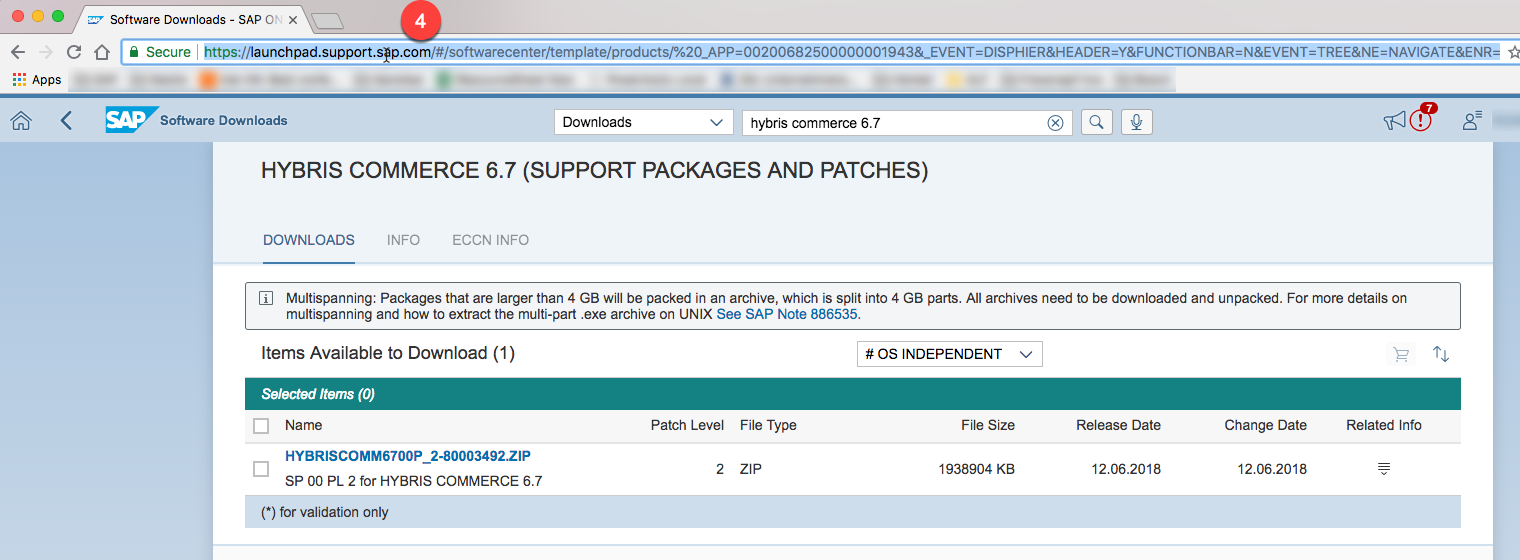 Software Downloads - SAP ON
4
Secure https://launchpad.support.sap.com/#/softwarecenter/template/products/%20_APP=00200682500000001943&_EVENT=DISPHIER&HEADER=Y&FUNCTIONBAR=N&EVENT=TREE&NE=NAVIGATE&ENR=
Apps
SAP Software Downloads Downloads hybris commerce 6.7 7
HYBRIS COMMERCE 6.7 (SUPPORT PACKAGES AND PATCHES)
DOWNLOADS INFO ECCN INFO
Multispanning: Packages that are larger than 4 GB will be packed in an archive, which is split into 4 GB parts. All archives need to be downloaded and unpacked. For more details on
multispanning and how to extract the multi-part .exe archive on UNIX See SAP Note 886535.
Items Available to Download (1) # OS INDEPENDENT
Selected Items (0)
Name Patch Level File Type File Size Release Date Change Date Related Info
HYBRISCOMM6700P_2-80003492.ZIP
2 ZIP 1938904 KB 12.06.2018 12.06.2018
SP 00 PL 2 for HYBRIS COMMERCE 6.7
(*) for validation only